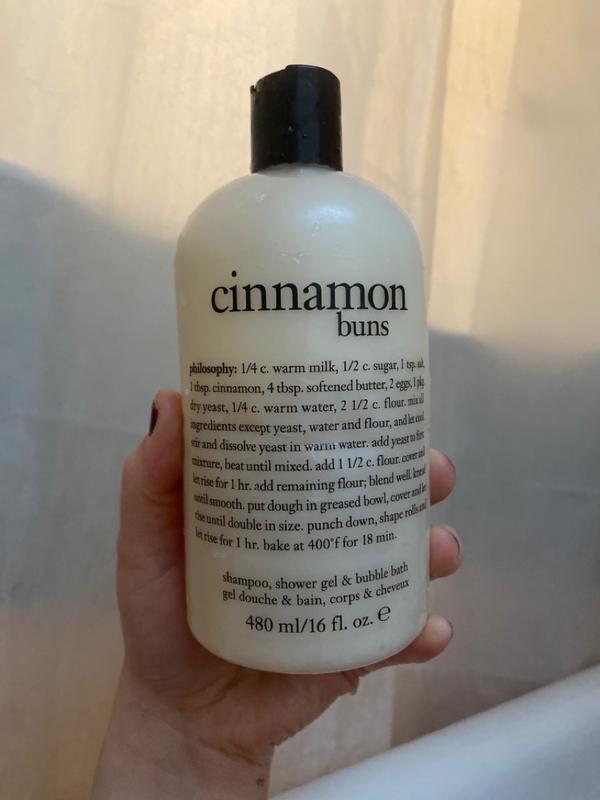 cinnamon
buns
philosophy: 1/4 c. warm milk, 1/2 c. sugar, 1 tsp. salt,
1 tbsp. cinnamon, 4 tbsp. softened butter, 2 eggs, 1 pkg.
dry yeast, 1/4 c. warm water, 2 1/2 c. flour. mix all
ingredients except yeast, water and flour, and let cool.
stir and dissolve yeast in warm water. add yeast to first
mixture, beat until mixed. add 1 1/2 c. flour. cover and
let rise for 1 hr. add remaining flour; blend well. knead
until smooth. put dough in greased bowl, cover and let
rise until double in size. punch down, shape rolls and
let rise for 1 hr. bake at 400°f for 18 min.
shampoo, shower gel & bubble bath
gel douche & bain, corps & cheveux
480 ml/16 fl. oz. ℮